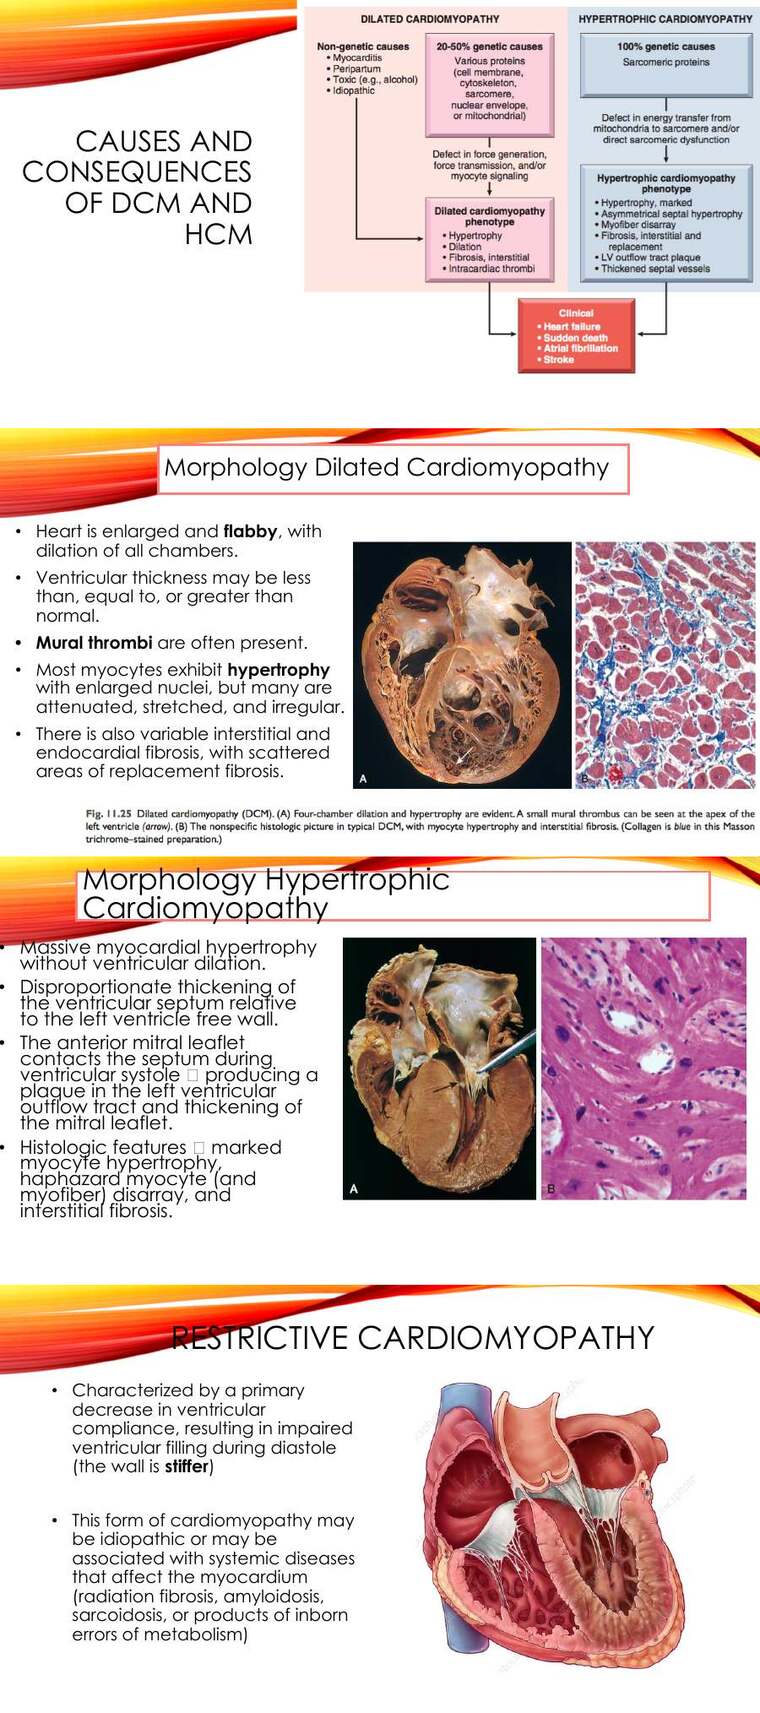 CAUSES AND
CONSEQUENCES
OF DCM AND
HCM
DILATED CARDIOMYOPATHY
Non-genetic causes
• Myocarditis
• Peripartum
• Toxic (e.g., alcohol)
• Idiopathic
20-50% genetic causes
Various proteins
(cell membrane,
cytoskeleton,
sarcomere,
nuclear envelope,
or mitochondrial)
Defect in force generation,
force transmission, and/or
myocyte signaling
Dilated cardiomyopathy
phenotype
• Hypertrophy
• Dilation
• Fibrosis, interstitial
• Intracardiac thrombi
HYPERTROPHIC CARDIOMYOPATHY
100% genetic causes
Sarcomeric proteins
Defect in energy transfer from
mitochondria to sarcomere and/or
direct sarcomeric dysfunction
Hypertrophic cardiomyopathy
phenotype
• Hypertrophy, marked
• Asymmetrical septal hypertrophy
• Myofiber disarray
• Fibrosis, interstitial and
replacement
• LV outflow tract plaque
• Thickened septal vessels
Clinical
• Heart failure
• Sudden death
• Atrial fibrillation
• Stroke
Morphology Dilated Cardiomyopathy
• Heart is enlarged and flabby, with
dilation of all chambers.
• Ventricular thickness may be less
than, equal to, or greater than
normal.
• Mural thrombi are often present.
• Most myocytes exhibit hypertrophy
with enlarged nuclei, but many are
attenuated, stretched, and irregular.
• There is also variable interstitial and
endocardial fibrosis, with scattered
areas of replacement fibrosis.
A
B
Fig. 11.25 Dilated cardiomyopathy (DCM). (A) Four-chamber dilation and hypertrophy are evident. A small mural thrombus can be seen at the apex of the
left ventricle (arrow). (B) The nonspecific histologic picture in typical DCM, with myocyte hypertrophy and interstitial fibrosis. (Collagen is blue in this Masson
trichrome–stained preparation.)
Morphology Hypertrophic
Cardiomyopathy
• Massive myocardial hypertrophy
without ventricular dilation.
• Disproportionate thickening of
the ventricular septum relative
to the left ventricle free wall.
• The anterior mitral leaflet
contacts the septum during
ventricular systole □ producing a
plaque in the left ventricular
outflow tract and thickening of
the mitral leaflet.
• Histologic features □ marked
myocyte hypertrophy,
haphazard myocyte (and
myofiber) disarray, and
interstitial fibrosis.
A
B
RESTRICTIVE CARDIOMYOPATHY
• Characterized by a primary
decrease in ventricular
compliance, resulting in impaired
ventricular filling during diastole
(the wall is stiffer)
• This form of cardiomyopathy may
be idiopathic or may be
associated with systemic diseases
that affect the myocardium
(radiation fibrosis, amyloidosis,
sarcoidosis, or products of inborn
errors of metabolism)